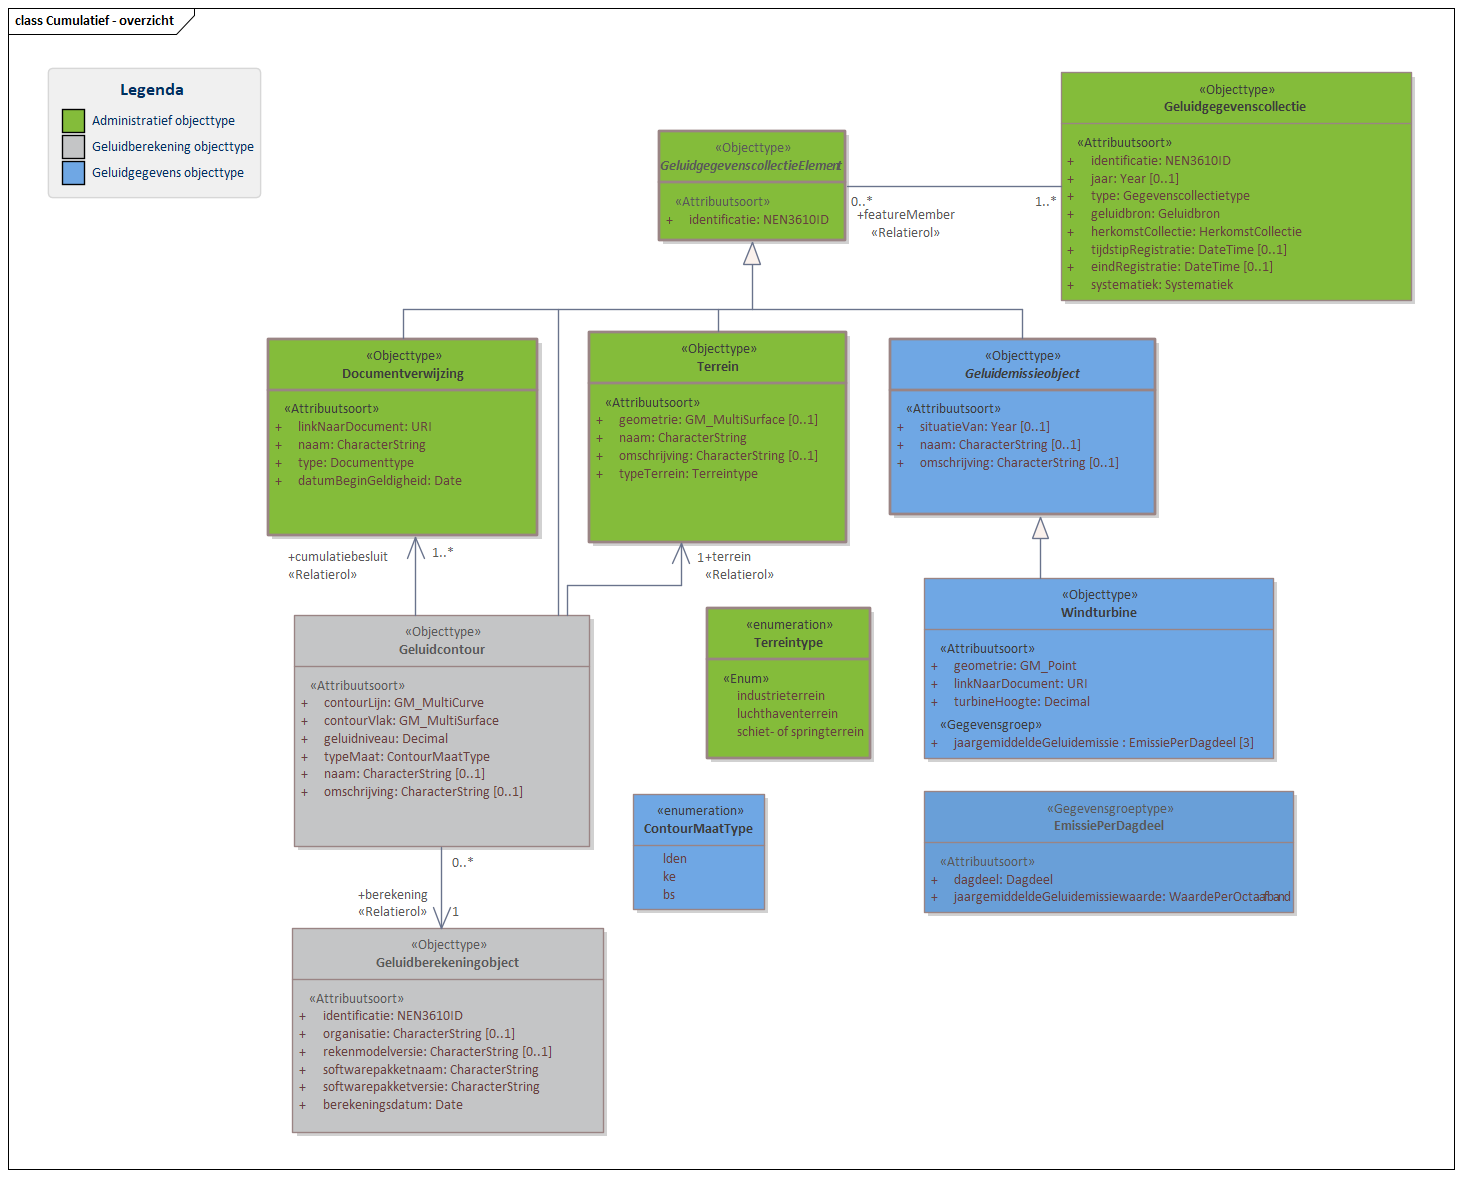 class Cumulatief - overzicht
Legenda
Administratief objecttype
Geluidberekening objecttype
Geluidgegevens objecttype
«Objecttype»
Geluidgegevenscollectie
«Attribuutsoort»
+ identificatie: NEN3610ID
+ jaar: Year [0..1]
+ type: Gegevenscollectietype
+ geluidbron: Geluidbron
+ herkomstCollectie: HerkomstCollectie
+ tijdstipRegistratie: DateTime [0..1]
+ eindRegistratie: DateTime [0..1]
+ systematiek: Systematiek
«Objecttype»
GeluidgegevenscollectieElement
«Attribuutsoort»
+ identificatie: NEN3610ID
0..*
+featureMember
«Relatierol»
1..*
«Objecttype»
Documentverwijzing
«Attribuutsoort»
+ linkNaarDocument: URI
+ naam: CharacterString
+ type: Documenttype
+ datumBeginGeldigheid: Date
«Objecttype»
Terrein
«Attribuutsoort»
+ geometrie: GM_MultiSurface [0..1]
+ naam: CharacterString
+ omschrijving: CharacterString [0..1]
+ typeTerrein: Terreintype
«Objecttype»
Geluidemissieobject
«Attribuutsoort»
+ situatieVan: Year [0..1]
+ naam: CharacterString [0..1]
+ omschrijving: CharacterString [0..1]
+cumulatiebesluit
«Relatierol»
1..*
1 +terrein
«Relatierol»
«Objecttype»
Geluidcontour
«Attribuutsoort»
+ contourLijn: GM_MultiCurve
+ contourVlak: GM_MultiSurface
+ geluidniveau: Decimal
+ typeMaat: ContourMaatType
+ naam: CharacterString [0..1]
+ omschrijving: CharacterString [0..1]
«enumeration»
Terreintype
«Enum»
industrieterrein
luchthaventerrein
schiet- of springterrein
«Objecttype»
Windturbine
«Attribuutsoort»
+ geometrie: GM_Point
+ linkNaarDocument: URI
+ turbineHoogte: Decimal
«Gegevensgroep»
+ jaargemiddeldeGeluidemissie : EmissiePerDagdeel [3]
«enumeration»
ContourMaatType
lden
ke
bs
«Gegevensgroeptype»
EmissiePerDagdeel
«Attribuutsoort»
+ dagdeel: Dagdeel
+ jaargemiddeldeGeluidemissiewaarde: WaardePerOctaafband
0..*
+berekening
«Relatierol»
1
«Objecttype»
Geluidberekeningobject
«Attribuutsoort»
+ identificatie: NEN3610ID
+ organisatie: CharacterString [0..1]
+ rekenmodelversie: CharacterString [0..1]
+ softwarepakketnaam: CharacterString
+ softwarepakketversie: CharacterString
+ berekeningsdatum: Date